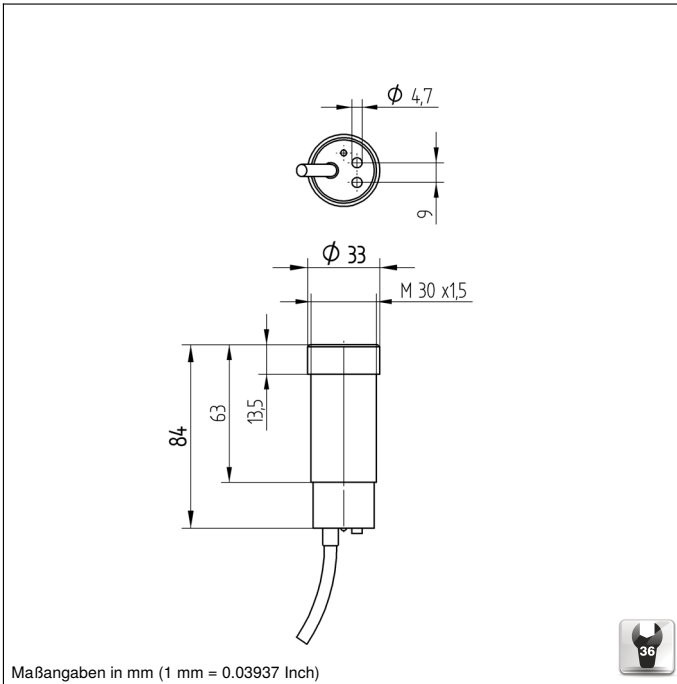 ϕ 4,7
9
ϕ 33
M 30 x1,5
84
63
13,5
36
Maßangaben in mm (1 mm = 0.03937 Inch)